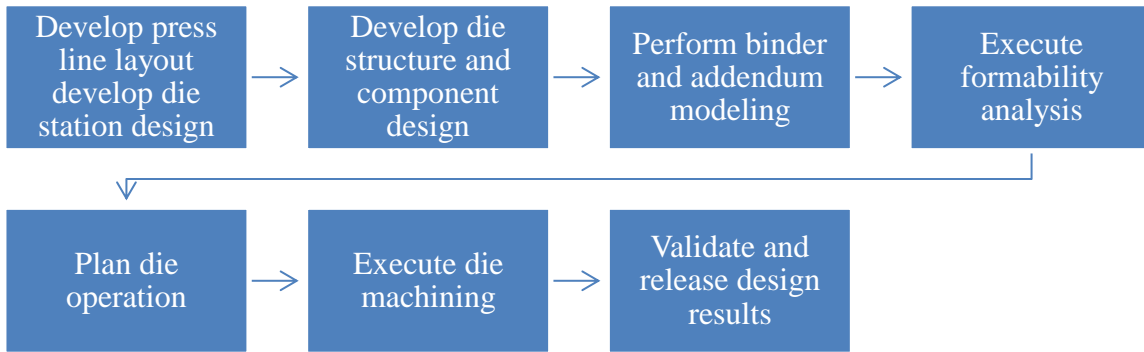 Develop press
line layout
develop die
station design
Develop die
structure and
component
design
Perform binder
and addendum
modeling
Execute
formability
analysis
Plan die
operation
Execute die
machining
Validate and
release design
results